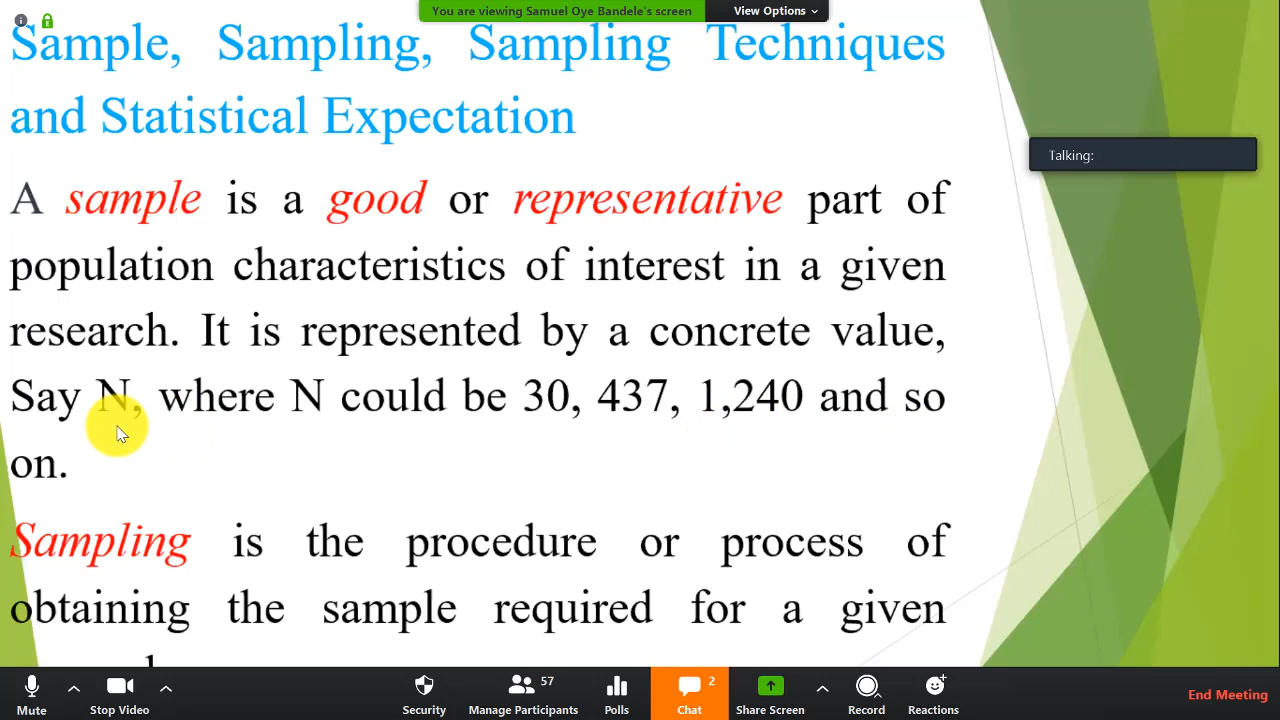 You are viewing Samuel Oye Bandele's screen
View Options
Sample, Sampling, Sampling Techniques
and Statistical Expectation
Talking:
A sample is a good or representative part of
population characteristics of interest in a given
research. It is represented by a concrete value,
Say N, where N could be 30, 437, 1,240 and so
on.
Sampling is the procedure or process of
obtaining the sample required for a given
Mute
Stop Video
Security
57
Manage Participants
Polls
2
Chat
Share Screen
Record
Reactions
End Meeting